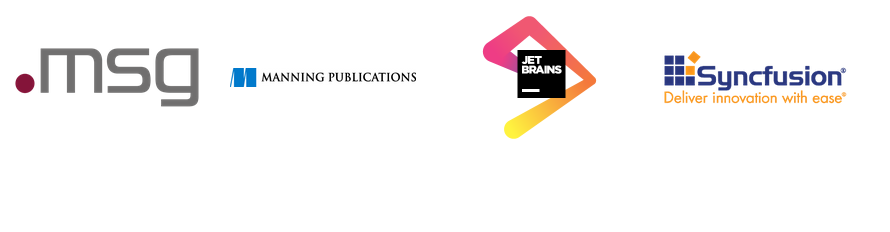 .msg
MANNING PUBLICATIONS
JET
BRAINS
Syncfusion®
Deliver innovation with ease®